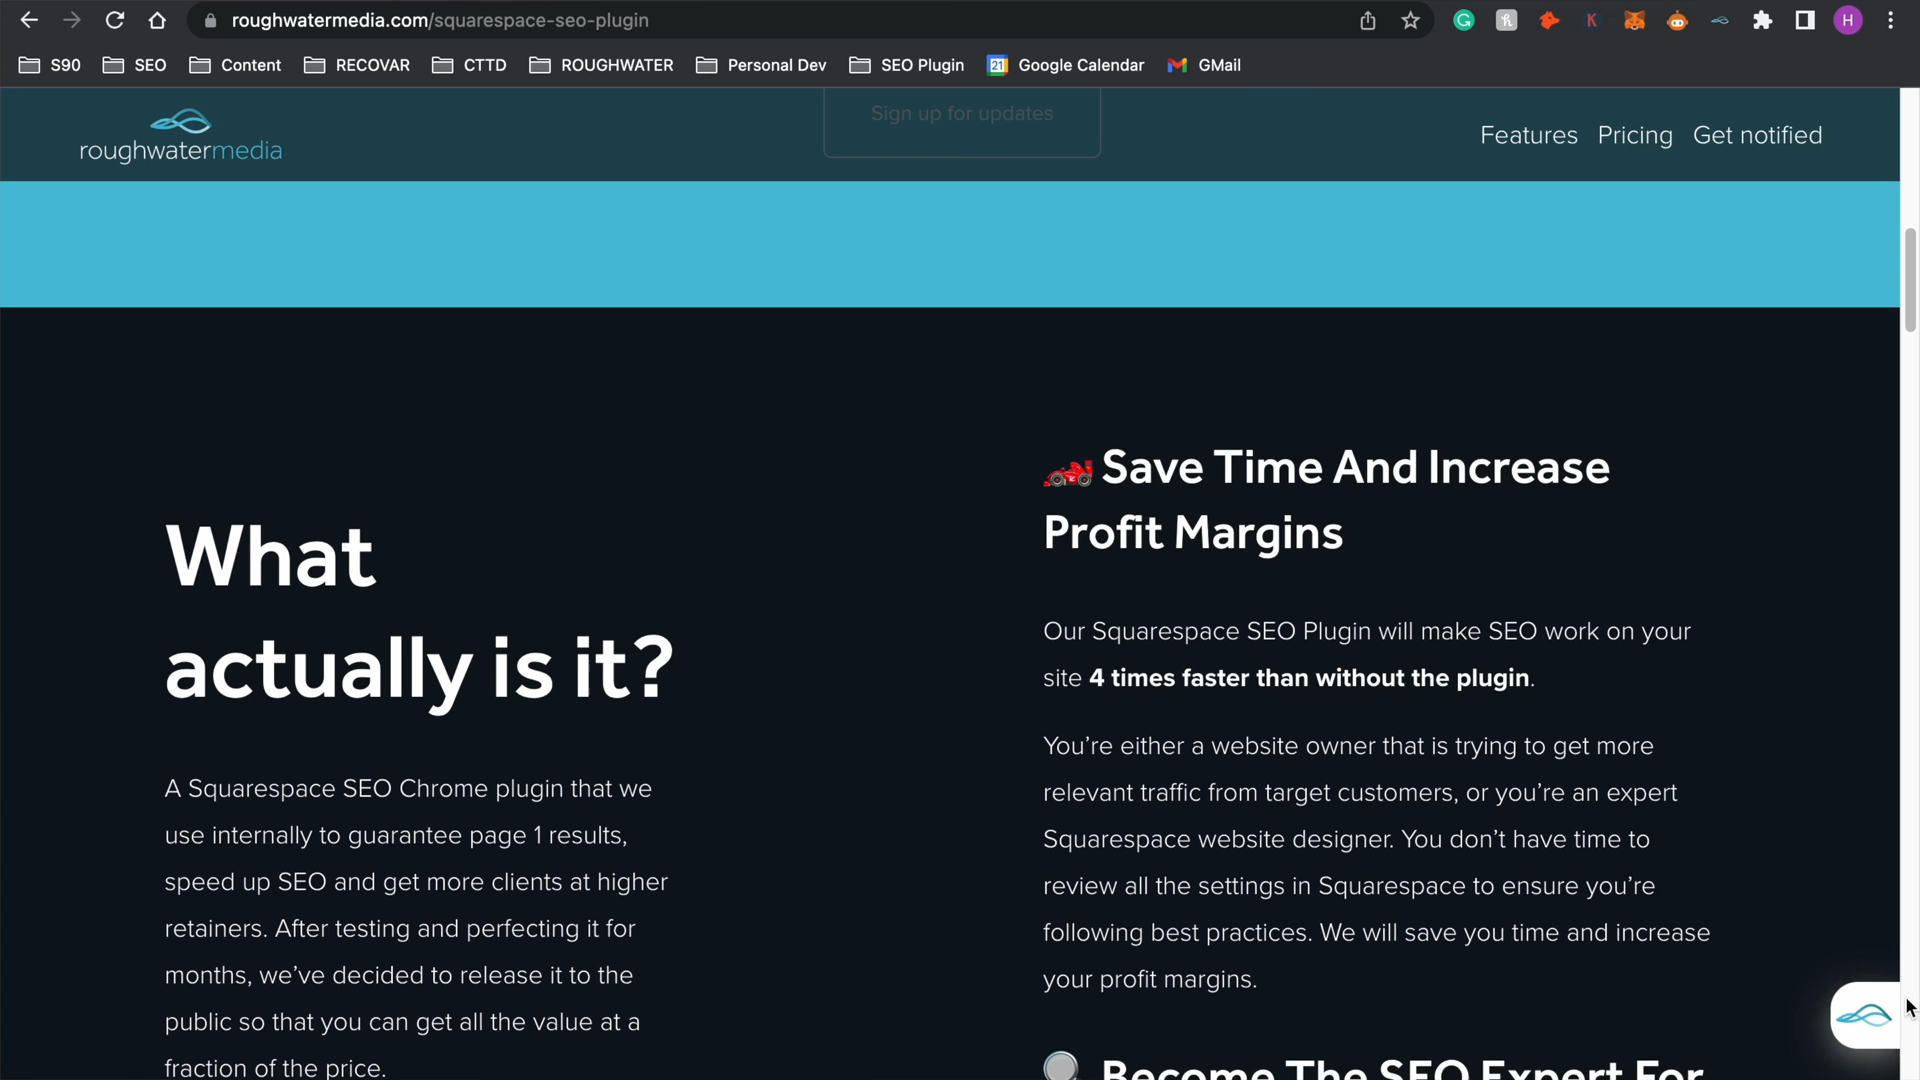 roughwatermedia.com/squarespace-seo-plugin
H
S90 SEO Content RECOVAR CTTD ROUGHWATER Personal Dev SEO Plugin 21 Google Calendar GMail
Sign up for updates
roughwatermedia
Features Pricing Get notified
What
actually is it?
A Squarespace SEO Chrome plugin that we
use internally to guarantee page 1 results,
speed up SEO and get more clients at higher
retainers. After testing and perfecting it for
months, we’ve decided to release it to the
public so that you can get all the value at a
fraction of the price.
Save Time And Increase
Profit Margins
Our Squarespace SEO Plugin will make SEO work on your
site 4 times faster than without the plugin.
You’re either a website owner that is trying to get more
relevant traffic from target customers, or you’re an expert
Squarespace website designer. You don’t have time to
review all the settings in Squarespace to ensure you’re
following best practices. We will save you time and increase
your profit margins.
Become The SEO Expert For